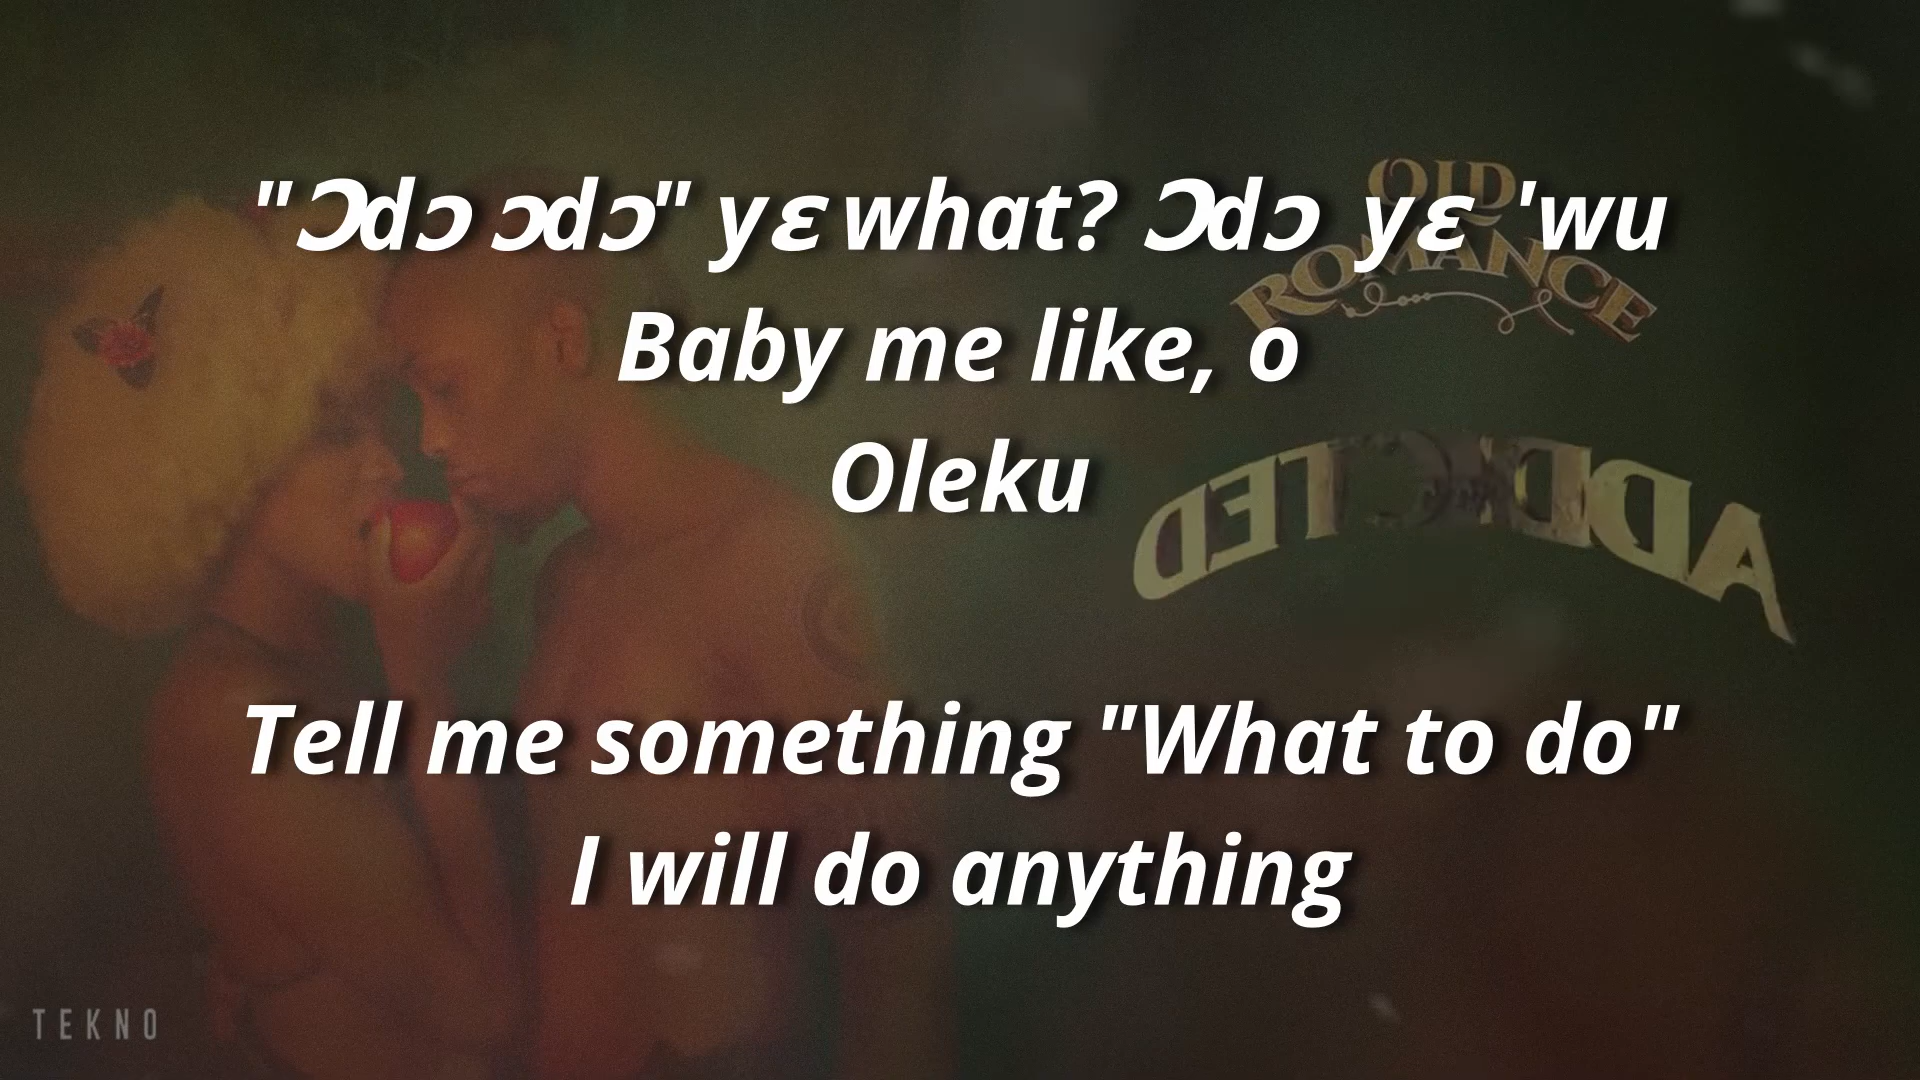 "Ɔdɔ ɔdɔ" yɛ what? Ɔdɔ yɛ 'wu
Baby me like, o
Oleku
Tell me something "What to do"
I will do anything
OLD
ROMANCE
ADDICTED
TEKNO